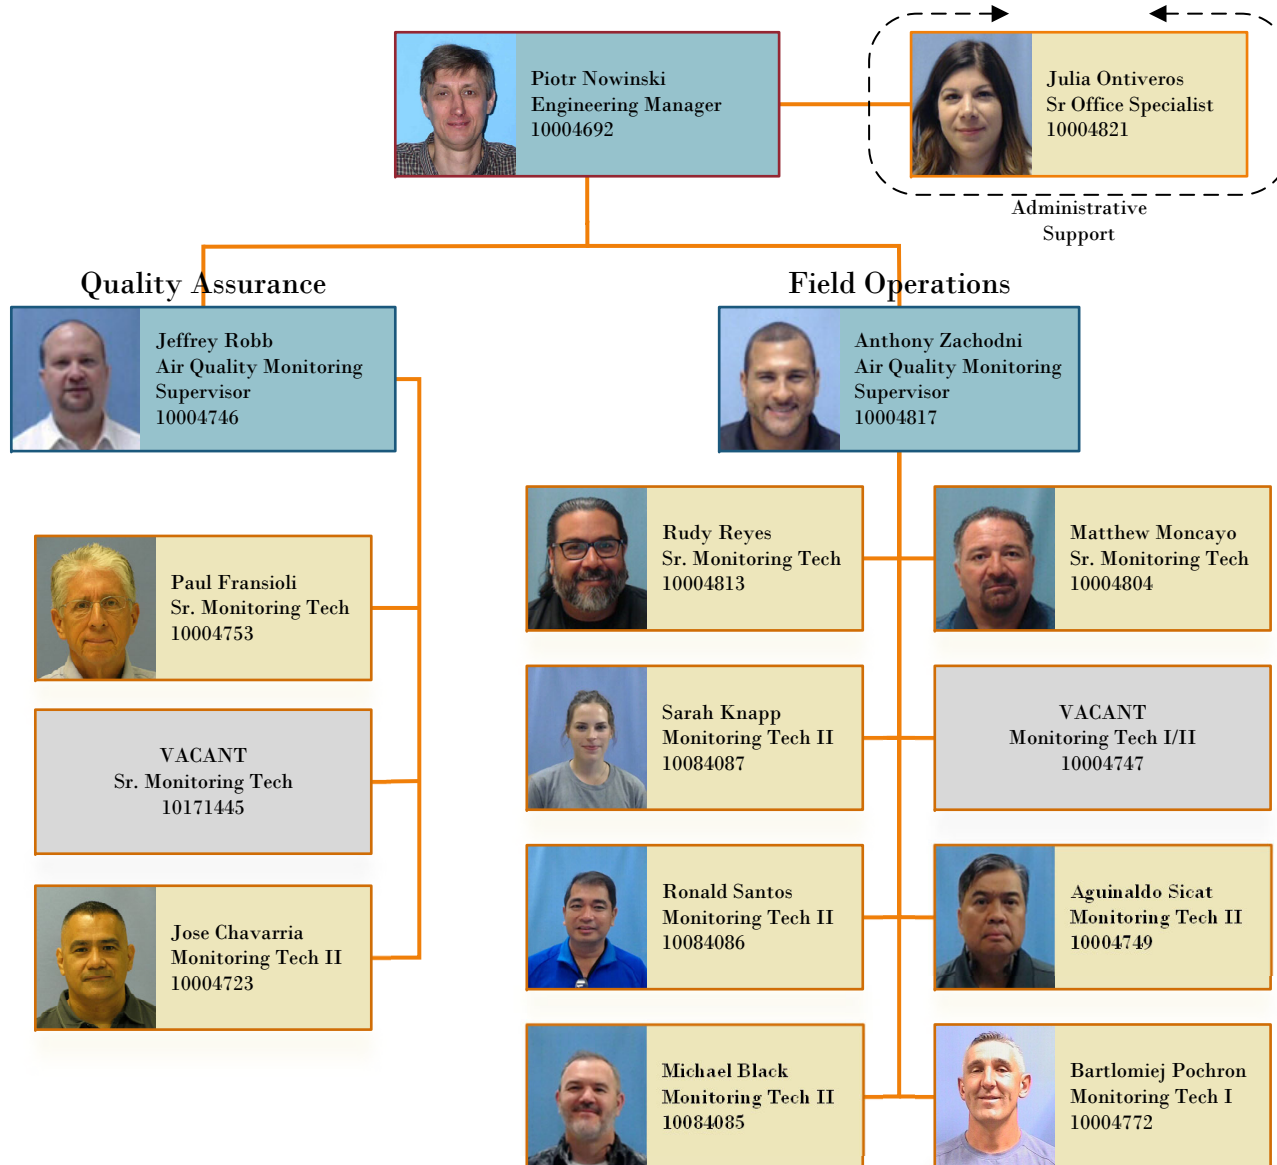 Piotr Nowinski
Engineering Manager
10004692
Julia Ontiveros
Sr Office Specialist
10004821
Administrative
Support
Quality Assurance
Jeffrey Robb
Air Quality Monitoring
Supervisor
10004746
Paul Fransioli
Sr. Monitoring Tech
10004753
VACANT
Sr. Monitoring Tech
10171445
Jose Chavarria
Monitoring Tech II
10004723
Field Operations
Anthony Zachodni
Air Quality Monitoring
Supervisor
10004817
Rudy Reyes
Sr. Monitoring Tech
10004813
Matthew Moncayo
Sr. Monitoring Tech
10004804
Sarah Knapp
Monitoring Tech II
10084087
VACANT
Monitoring Tech I/II
10004747
Ronald Santos
Monitoring Tech II
10084086
Aguinaldo Sicat
Monitoring Tech II
10004749
Michael Black
Monitoring Tech II
10084085
Bartlomiej Pochron
Monitoring Tech I
10004772